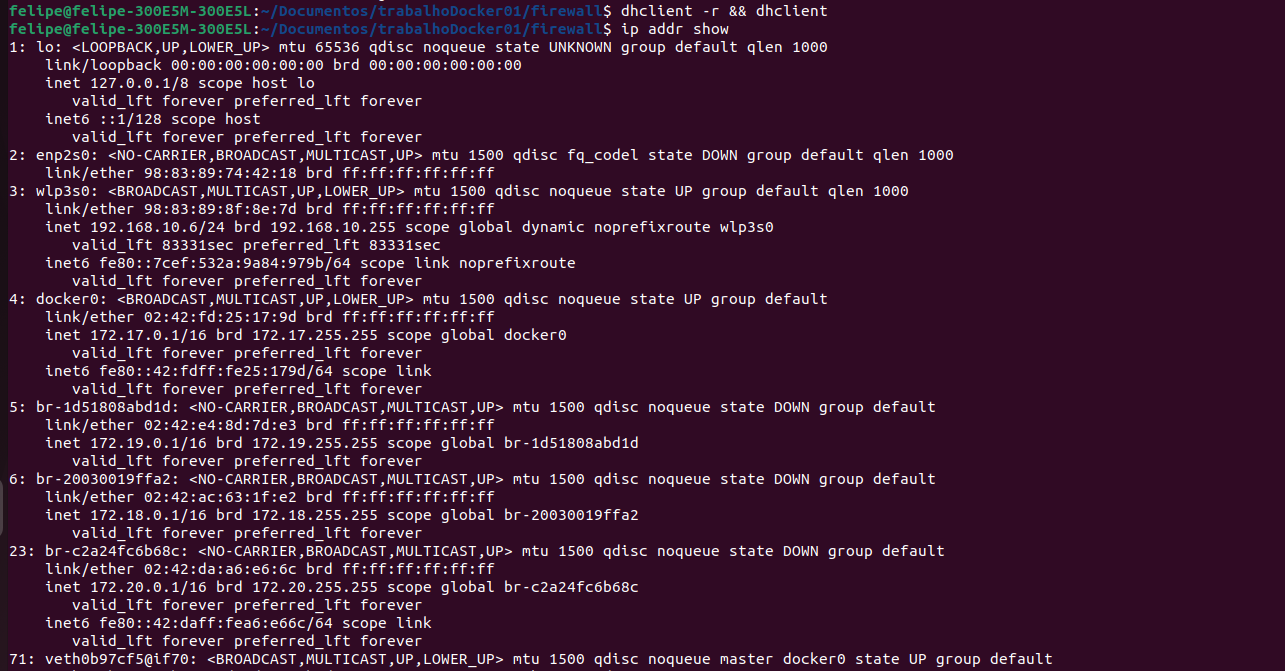 felipe@felipe-300E5M-300E5L:~/Documentos/trabalhoDocker01/firewall$ dhclient -r && dhclient
felipe@felipe-300E5M-300E5L:~/Documentos/trabalhoDocker01/firewall$ ip addr show
1: lo: <LOOPBACK,UP,LOWER_UP> mtu 65536 qdisc noqueue state UNKNOWN group default qlen 1000
    link/loopback 00:00:00:00:00:00 brd 00:00:00:00:00:00
    inet 127.0.0.1/8 scope host lo
       valid_lft forever preferred_lft forever
    inet6 ::1/128 scope host
       valid_lft forever preferred_lft forever
2: enp2s0: <NO-CARRIER,BROADCAST,MULTICAST,UP> mtu 1500 qdisc fq_codel state DOWN group default qlen 1000
    link/ether 98:83:89:74:42:18 brd ff:ff:ff:ff:ff:ff
3: wlp3s0: <BROADCAST,MULTICAST,UP,LOWER_UP> mtu 1500 qdisc noqueue state UP group default qlen 1000
    link/ether 98:83:89:8f:8e:7d brd ff:ff:ff:ff:ff:ff
    inet 192.168.10.6/24 brd 192.168.10.255 scope global dynamic noprefixroute wlp3s0
       valid_lft 83331sec preferred_lft 83331sec
    inet6 fe80::7cef:532a:9a84:979b/64 scope link noprefixroute
       valid_lft forever preferred_lft forever
4: docker0: <BROADCAST,MULTICAST,UP,LOWER_UP> mtu 1500 qdisc noqueue state UP group default
    link/ether 02:42:fd:25:17:9d brd ff:ff:ff:ff:ff:ff
    inet 172.17.0.1/16 brd 172.17.255.255 scope global docker0
       valid_lft forever preferred_lft forever
    inet6 fe80::42:fdff:fe25:179d/64 scope link
       valid_lft forever preferred_lft forever
5: br-1d51808abd1d: <NO-CARRIER,BROADCAST,MULTICAST,UP> mtu 1500 qdisc noqueue state DOWN group default
    link/ether 02:42:e4:8d:7d:e3 brd ff:ff:ff:ff:ff:ff
    inet 172.19.0.1/16 brd 172.19.255.255 scope global br-1d51808abd1d
       valid_lft forever preferred_lft forever
6: br-20030019ffa2: <NO-CARRIER,BROADCAST,MULTICAST,UP> mtu 1500 qdisc noqueue state DOWN group default
    link/ether 02:42:ac:63:1f:e2 brd ff:ff:ff:ff:ff:ff
    inet 172.18.0.1/16 brd 172.18.255.255 scope global br-20030019ffa2
       valid_lft forever preferred_lft forever
23: br-c2a24fc6b68c: <NO-CARRIER,BROADCAST,MULTICAST,UP> mtu 1500 qdisc noqueue state DOWN group default
    link/ether 02:42:da:a6:e6:6c brd ff:ff:ff:ff:ff:ff
    inet 172.20.0.1/16 brd 172.20.255.255 scope global br-c2a24fc6b68c
       valid_lft forever preferred_lft forever
    inet6 fe80::42:daff:fea6:e66c/64 scope link
       valid_lft forever preferred_lft forever
71: veth0b97cf5@if70: <BROADCAST,MULTICAST,UP,LOWER_UP> mtu 1500 qdisc noqueue master docker0 state UP group default